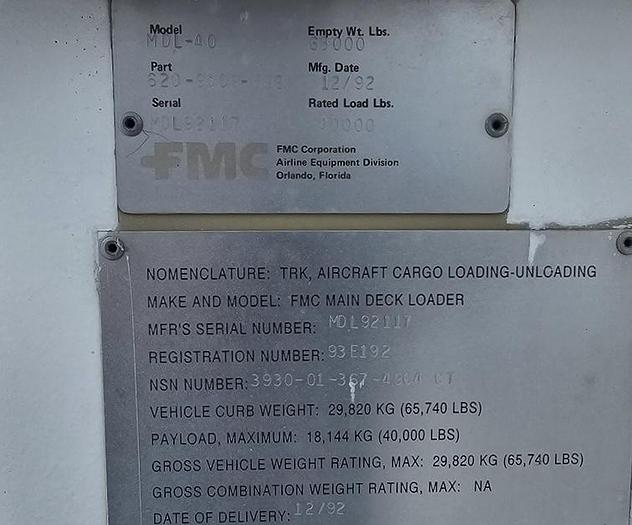 Model Empty Wt. Lbs.
MDL-40
Part Mfg. Date
12/92
Serial Rated Load Lbs.
MDL92117
FMC
FMC Corporation
Airline Equipment Division
Orlando, Florida
NOMENCLATURE: TRK, AIRCRAFT CARGO LOADING-UNLOADING
MAKE AND MODEL: FMC MAIN DECK LOADER
MFR'S SERIAL NUMBER: MDL92117
REGISTRATION NUMBER: 93E192
NSN NUMBER:
VEHICLE CURB WEIGHT: 29,820 KG (65,740 LBS)
PAYLOAD, MAXIMUM: 18,144 KG (40,000 LBS)
GROSS VEHICLE WEIGHT RATING, MAX: 29,820 KG (65,740 LBS)
GROSS COMBINATION WEIGHT RATING, MAX: NA
DATE OF DELIVERY: 12/92